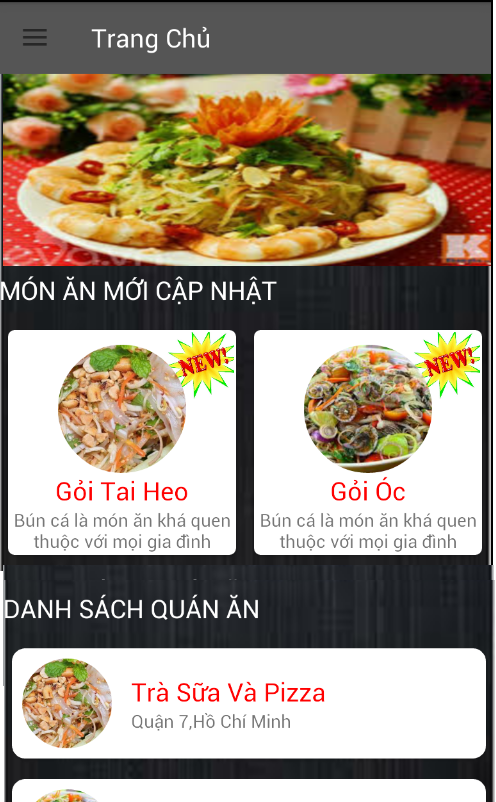 Trang Chủ
MÓN ĂN MỚI CẬP NHẬT
NEW!
NEW!
Gỏi Tai Heo
Bún cá là món ăn khá quen
thuộc với mọi gia đình
Gỏi Óc
Bún cá là món ăn khá quen
thuộc với mọi gia đình
DANH SÁCH QUÁN ĂN
Trà Sữa Và Pizza
Quận 7,Hồ Chí Minh